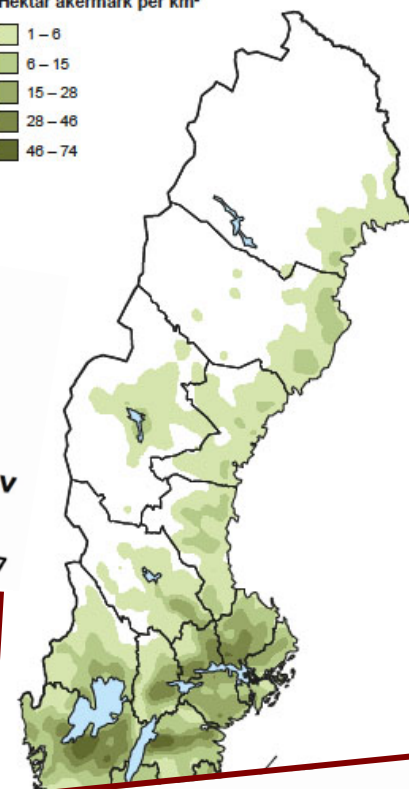 Hektar åkermark per km²
1 – 6
6 – 15
15 – 28
28 – 46
46 – 74
v